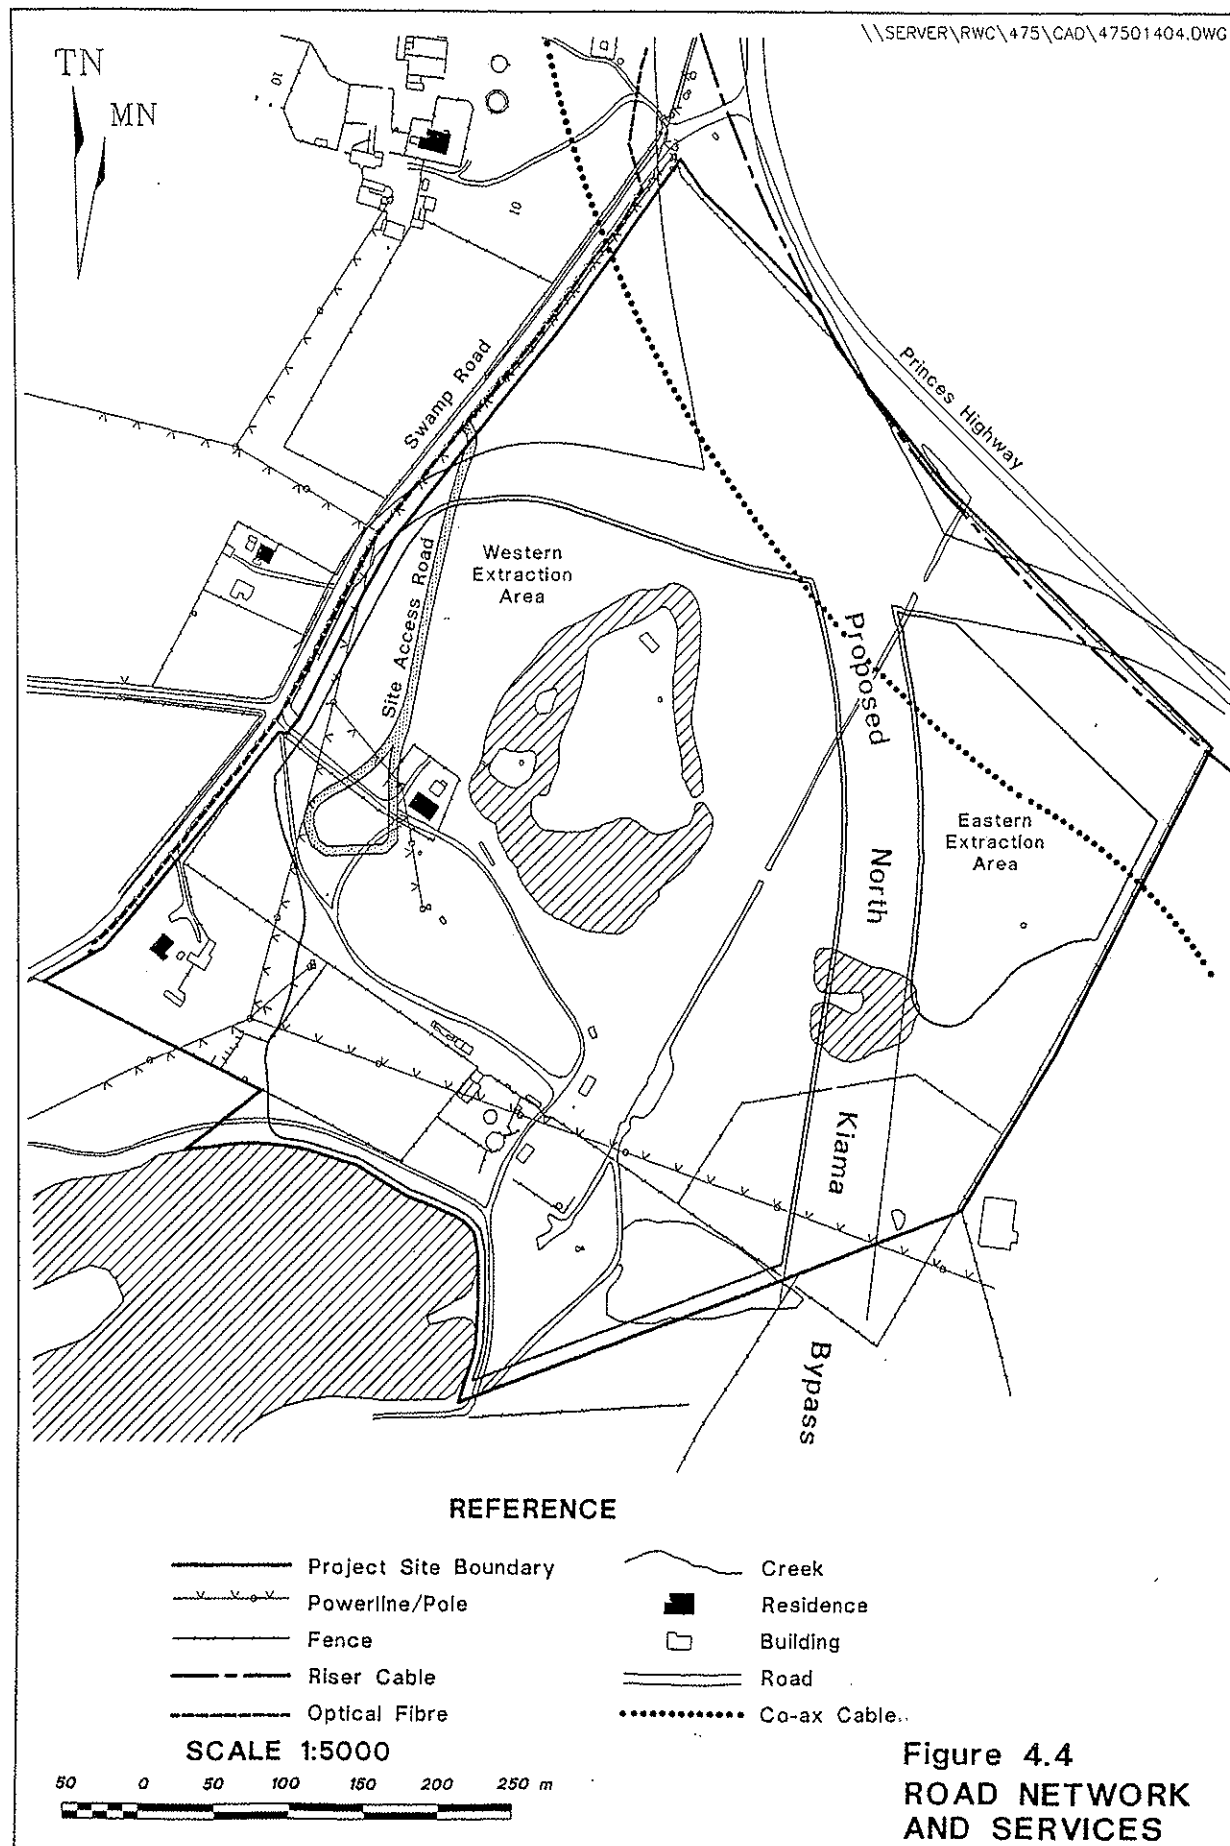 \\SERVER\RWC\475\CAD\47501404.DWG
TN
MN
10
10
Swamp Road
Princes Highway
Western
Extraction
Area
Site Access Road
Proposed
North
Kiama
Bypass
Eastern
Extraction
Area
REFERENCE
Project Site Boundary
Powerline/Pole
Fence
Riser Cable
Optical Fibre
Creek
Residence
Building
Road
Co-ax Cable
SCALE 1:5000
50 0 50 100 150 200 250 m
Figure 4.4
ROAD NETWORK
AND SERVICES